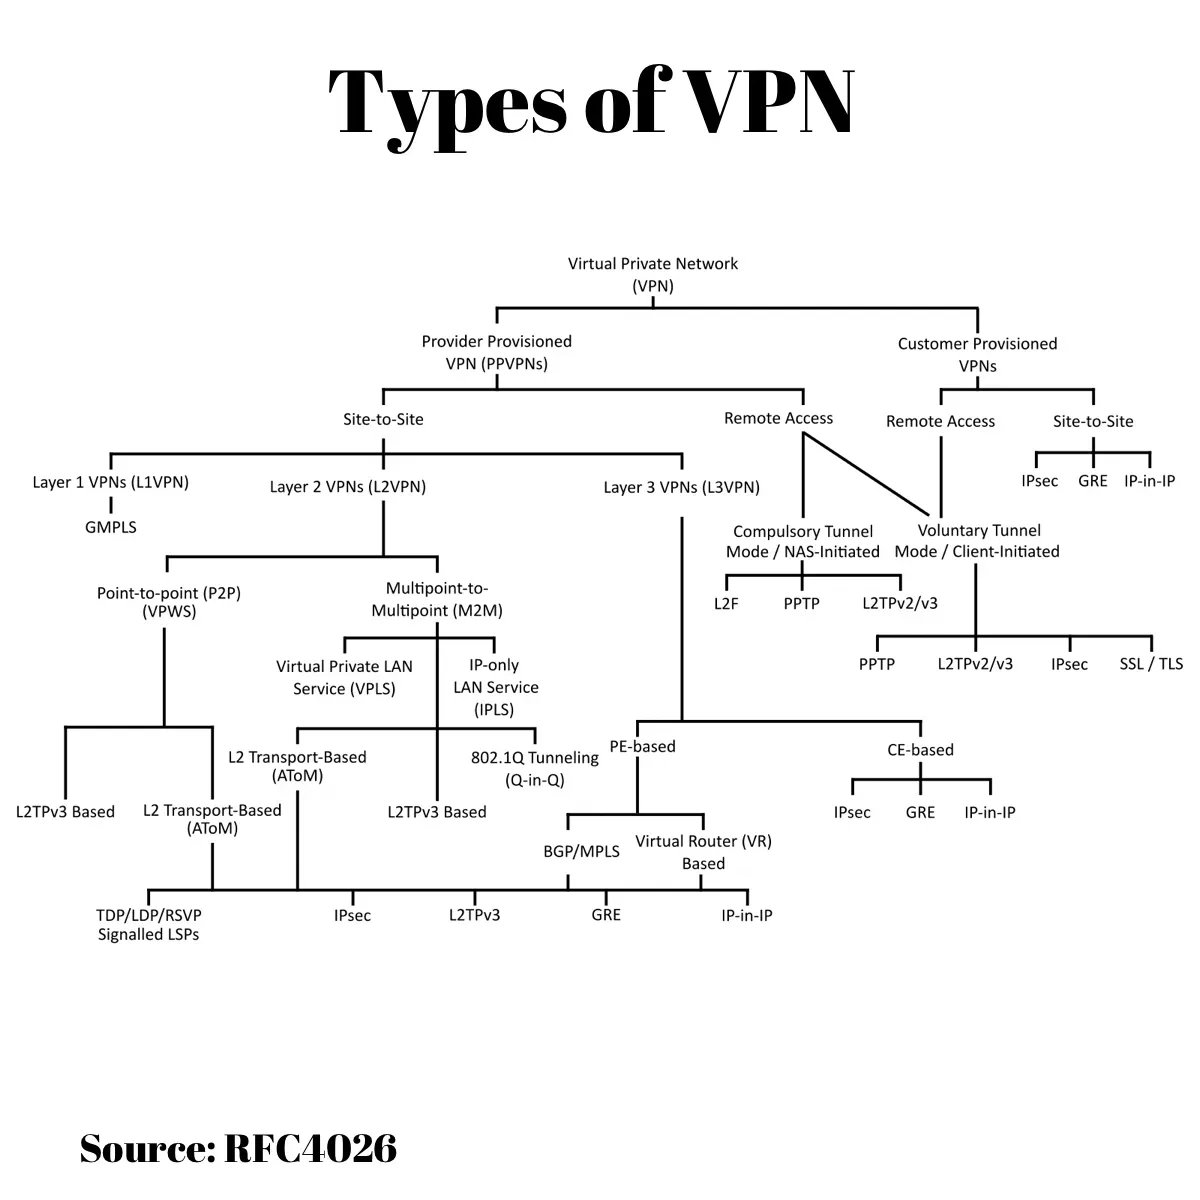 Types of VPN
Virtual Private Network
(VPN)
Provider Provisioned
VPN (PPVPNs)
Customer Provisioned
VPNs
Site-to-Site
Remote Access
Remote Access
Site-to-Site
IPsec
GRE
IP-in-IP
Layer 1 VPNs (L1VPN)
Layer 2 VPNs (L2VPN)
Layer 3 VPNs (L3VPN)
GMPLS
Compulsory Tunnel
Mode / NAS-Initiated
Voluntary Tunnel
Mode / Client-Initiated
Point-to-point (P2P)
(VPWS)
Multipoint-to-
Multipoint (M2M)
L2F
PPTP
L2TPv2/v3
Virtual Private LAN
Service (VPLS)
IP-only
LAN Service
(IPLS)
PPTP
L2TPv2/v3
IPsec
SSL / TLS
L2 Transport-Based
(AToM)
802.1Q Tunneling
(Q-in-Q)
PE-based
CE-based
L2TPv3 Based
L2 Transport-Based
(AToM)
L2TPv3 Based
IPsec
GRE
IP-in-IP
BGP/MPLS
Virtual Router (VR)
Based
TDP/LDP/RSVP
Signalled LSPs
IPsec
L2TPv3
GRE
IP-in-IP
Source: RFC4026